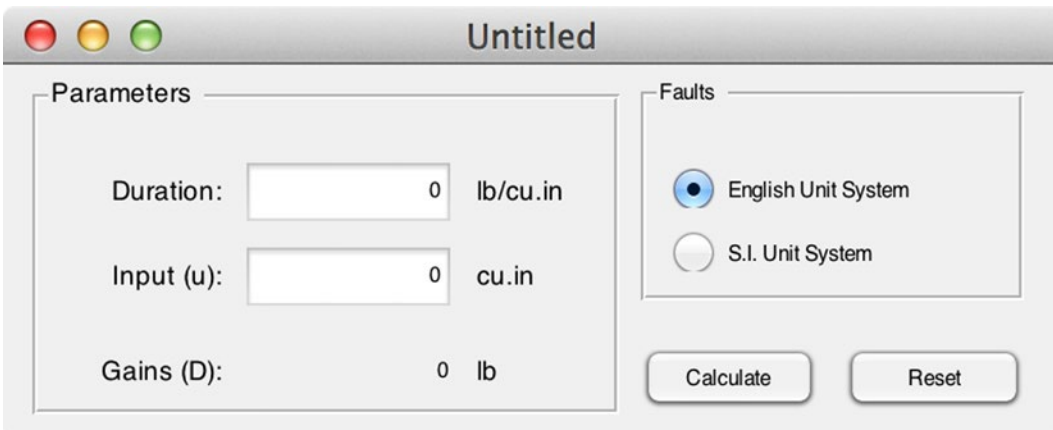 Untitled
Parameters
Duration: 0 lb/cu.in
Input (u): 0 cu.in
Gains (D): 0 lb
Faults
English Unit System
S.I. Unit System
Calculate Reset